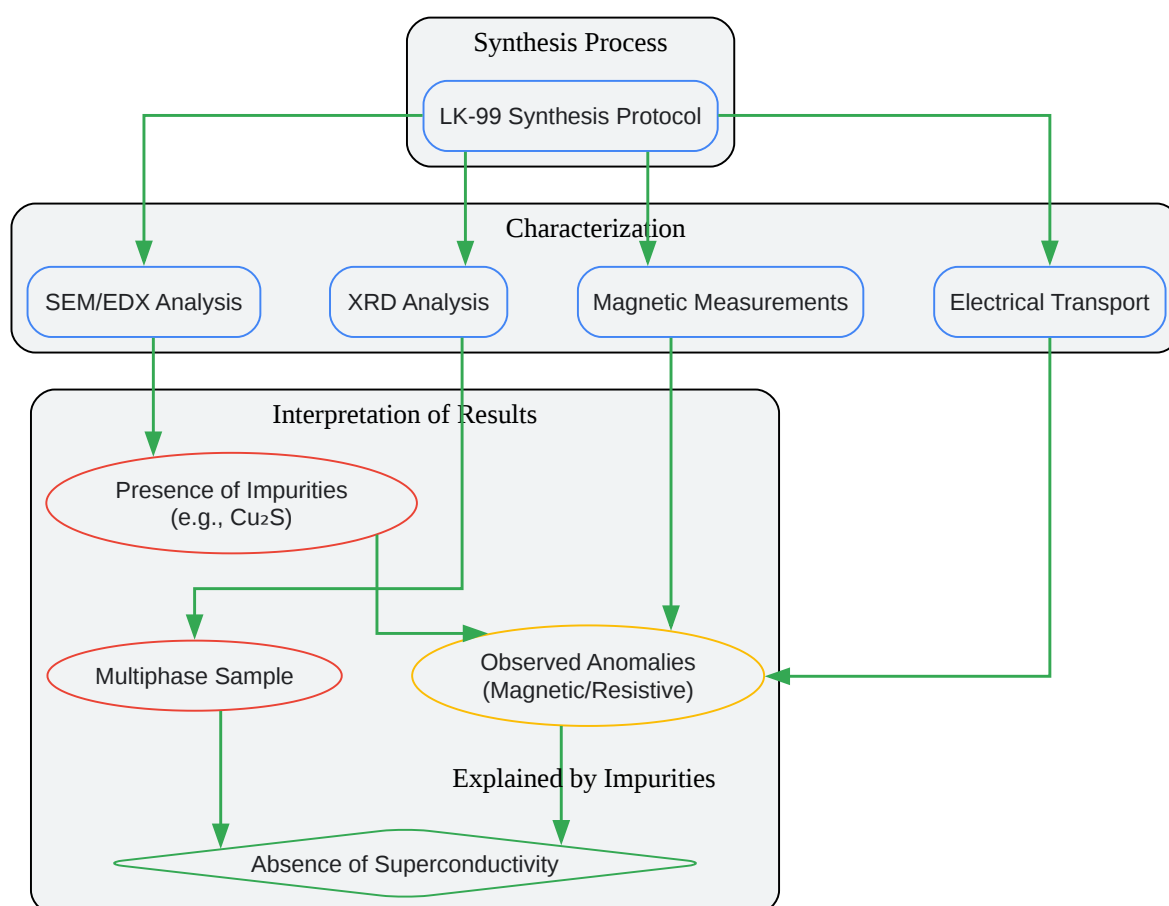 Synthesis Process
LK-99 Synthesis Protocol
Characterization
SEM/EDX Analysis
XRD Analysis
Magnetic Measurements
Electrical Transport
Interpretation of Results
Presence of Impurities
(e.g., Cu₂S)
Multiphase Sample
Observed Anomalies
(Magnetic/Resistive)
Explained by Impurities
Absence of Superconductivity